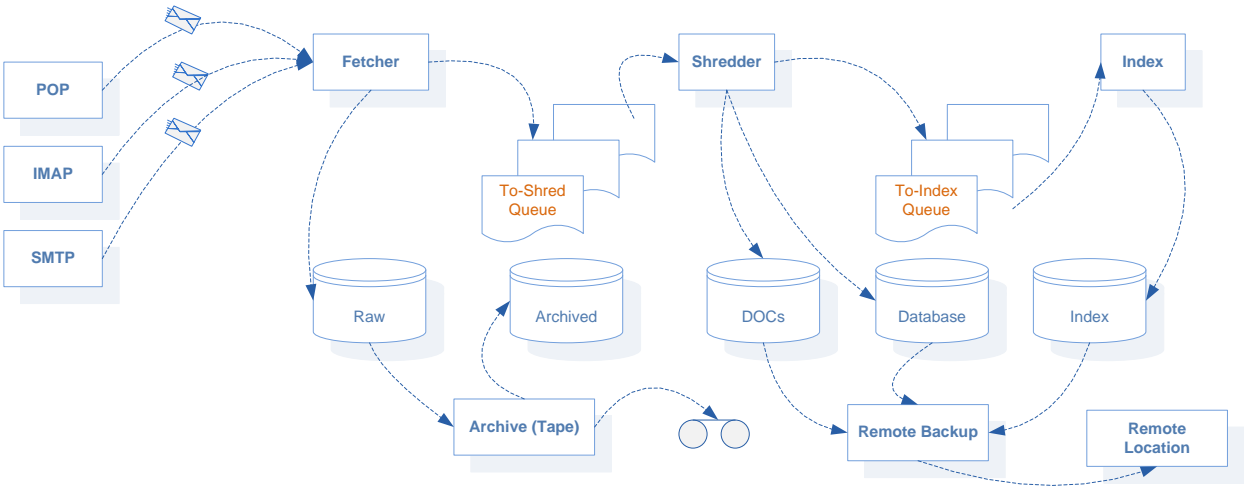 POP
IMAP
SMTP
Fetcher
To-Shred
Queue
Shredder
To-Index
Queue
Index
Raw
Archived
DOCs
Database
Index
Archive (Tape)
Remote Backup
Remote
Location